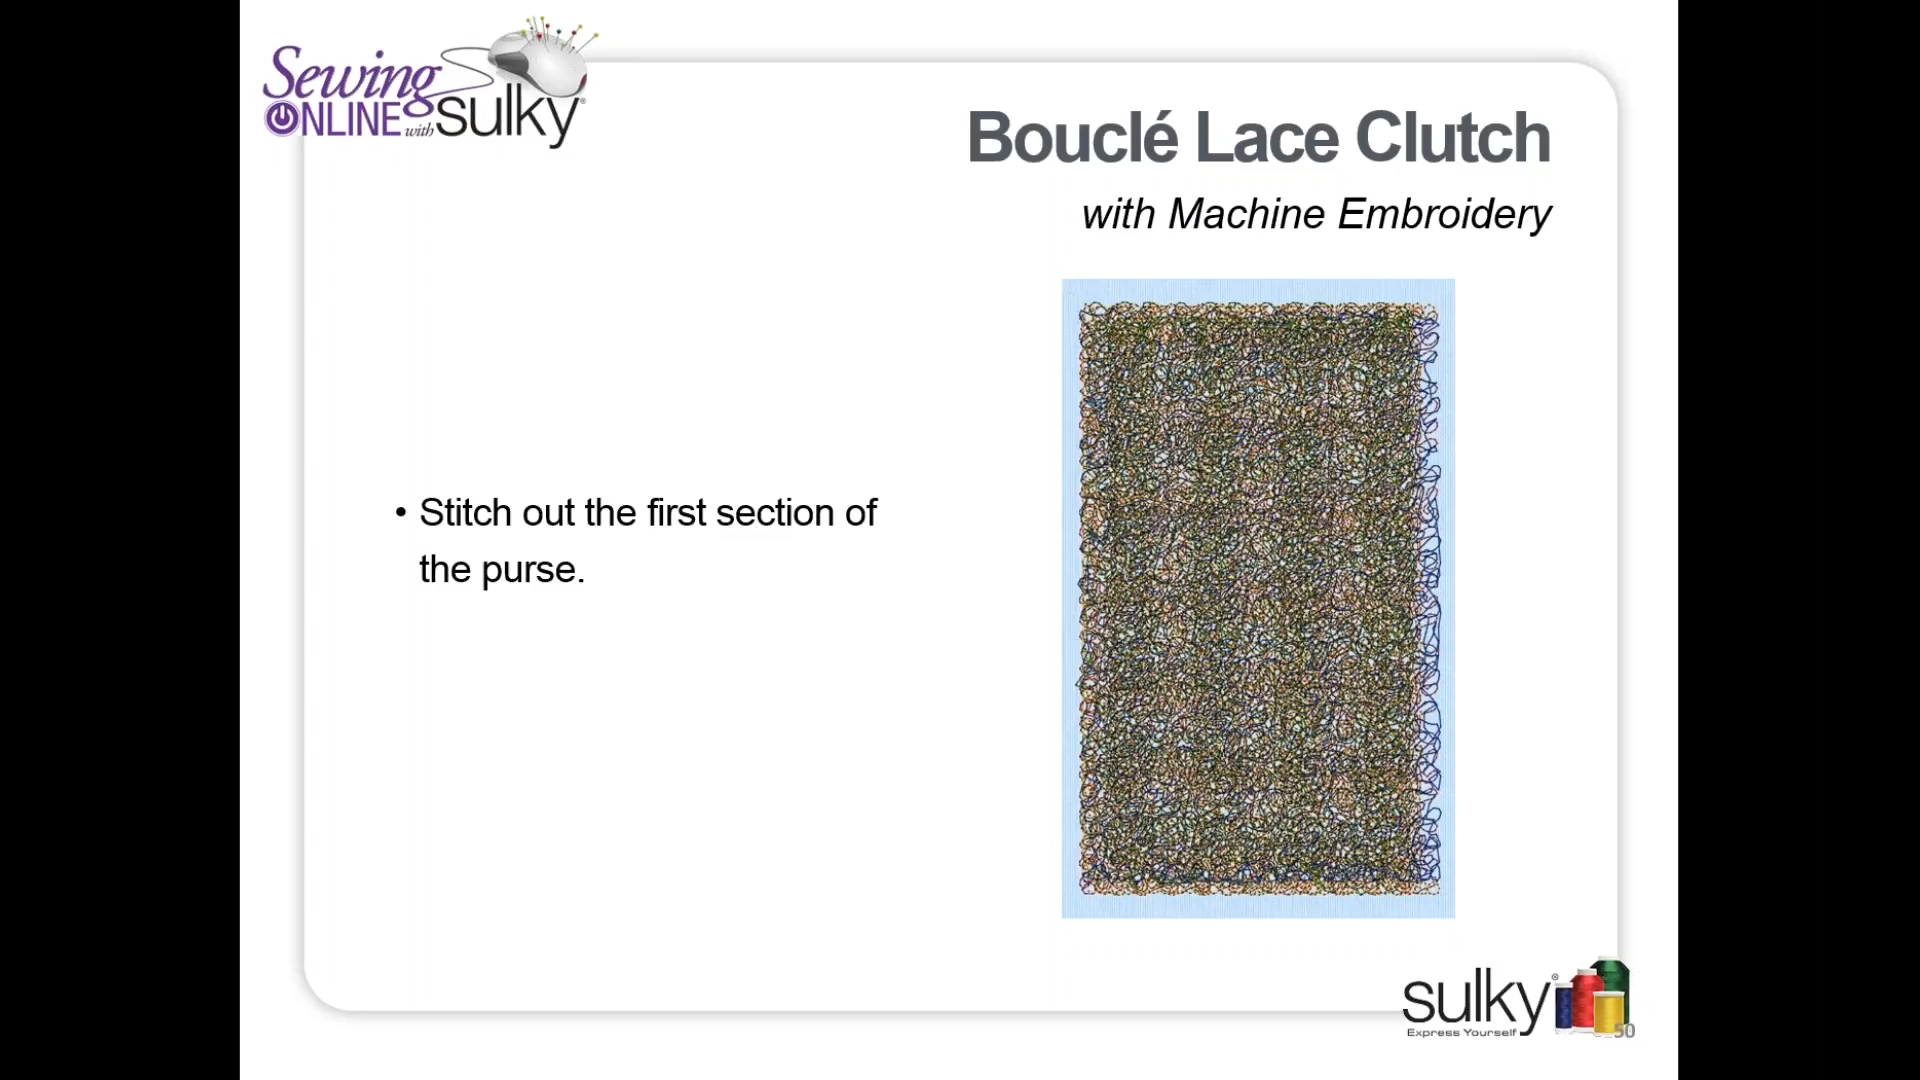 Sewing
ONLINE with sulky®
Bouclé Lace Clutch
with Machine Embroidery
• Stitch out the first section of
the purse.
sulky®
Express Yourself
50